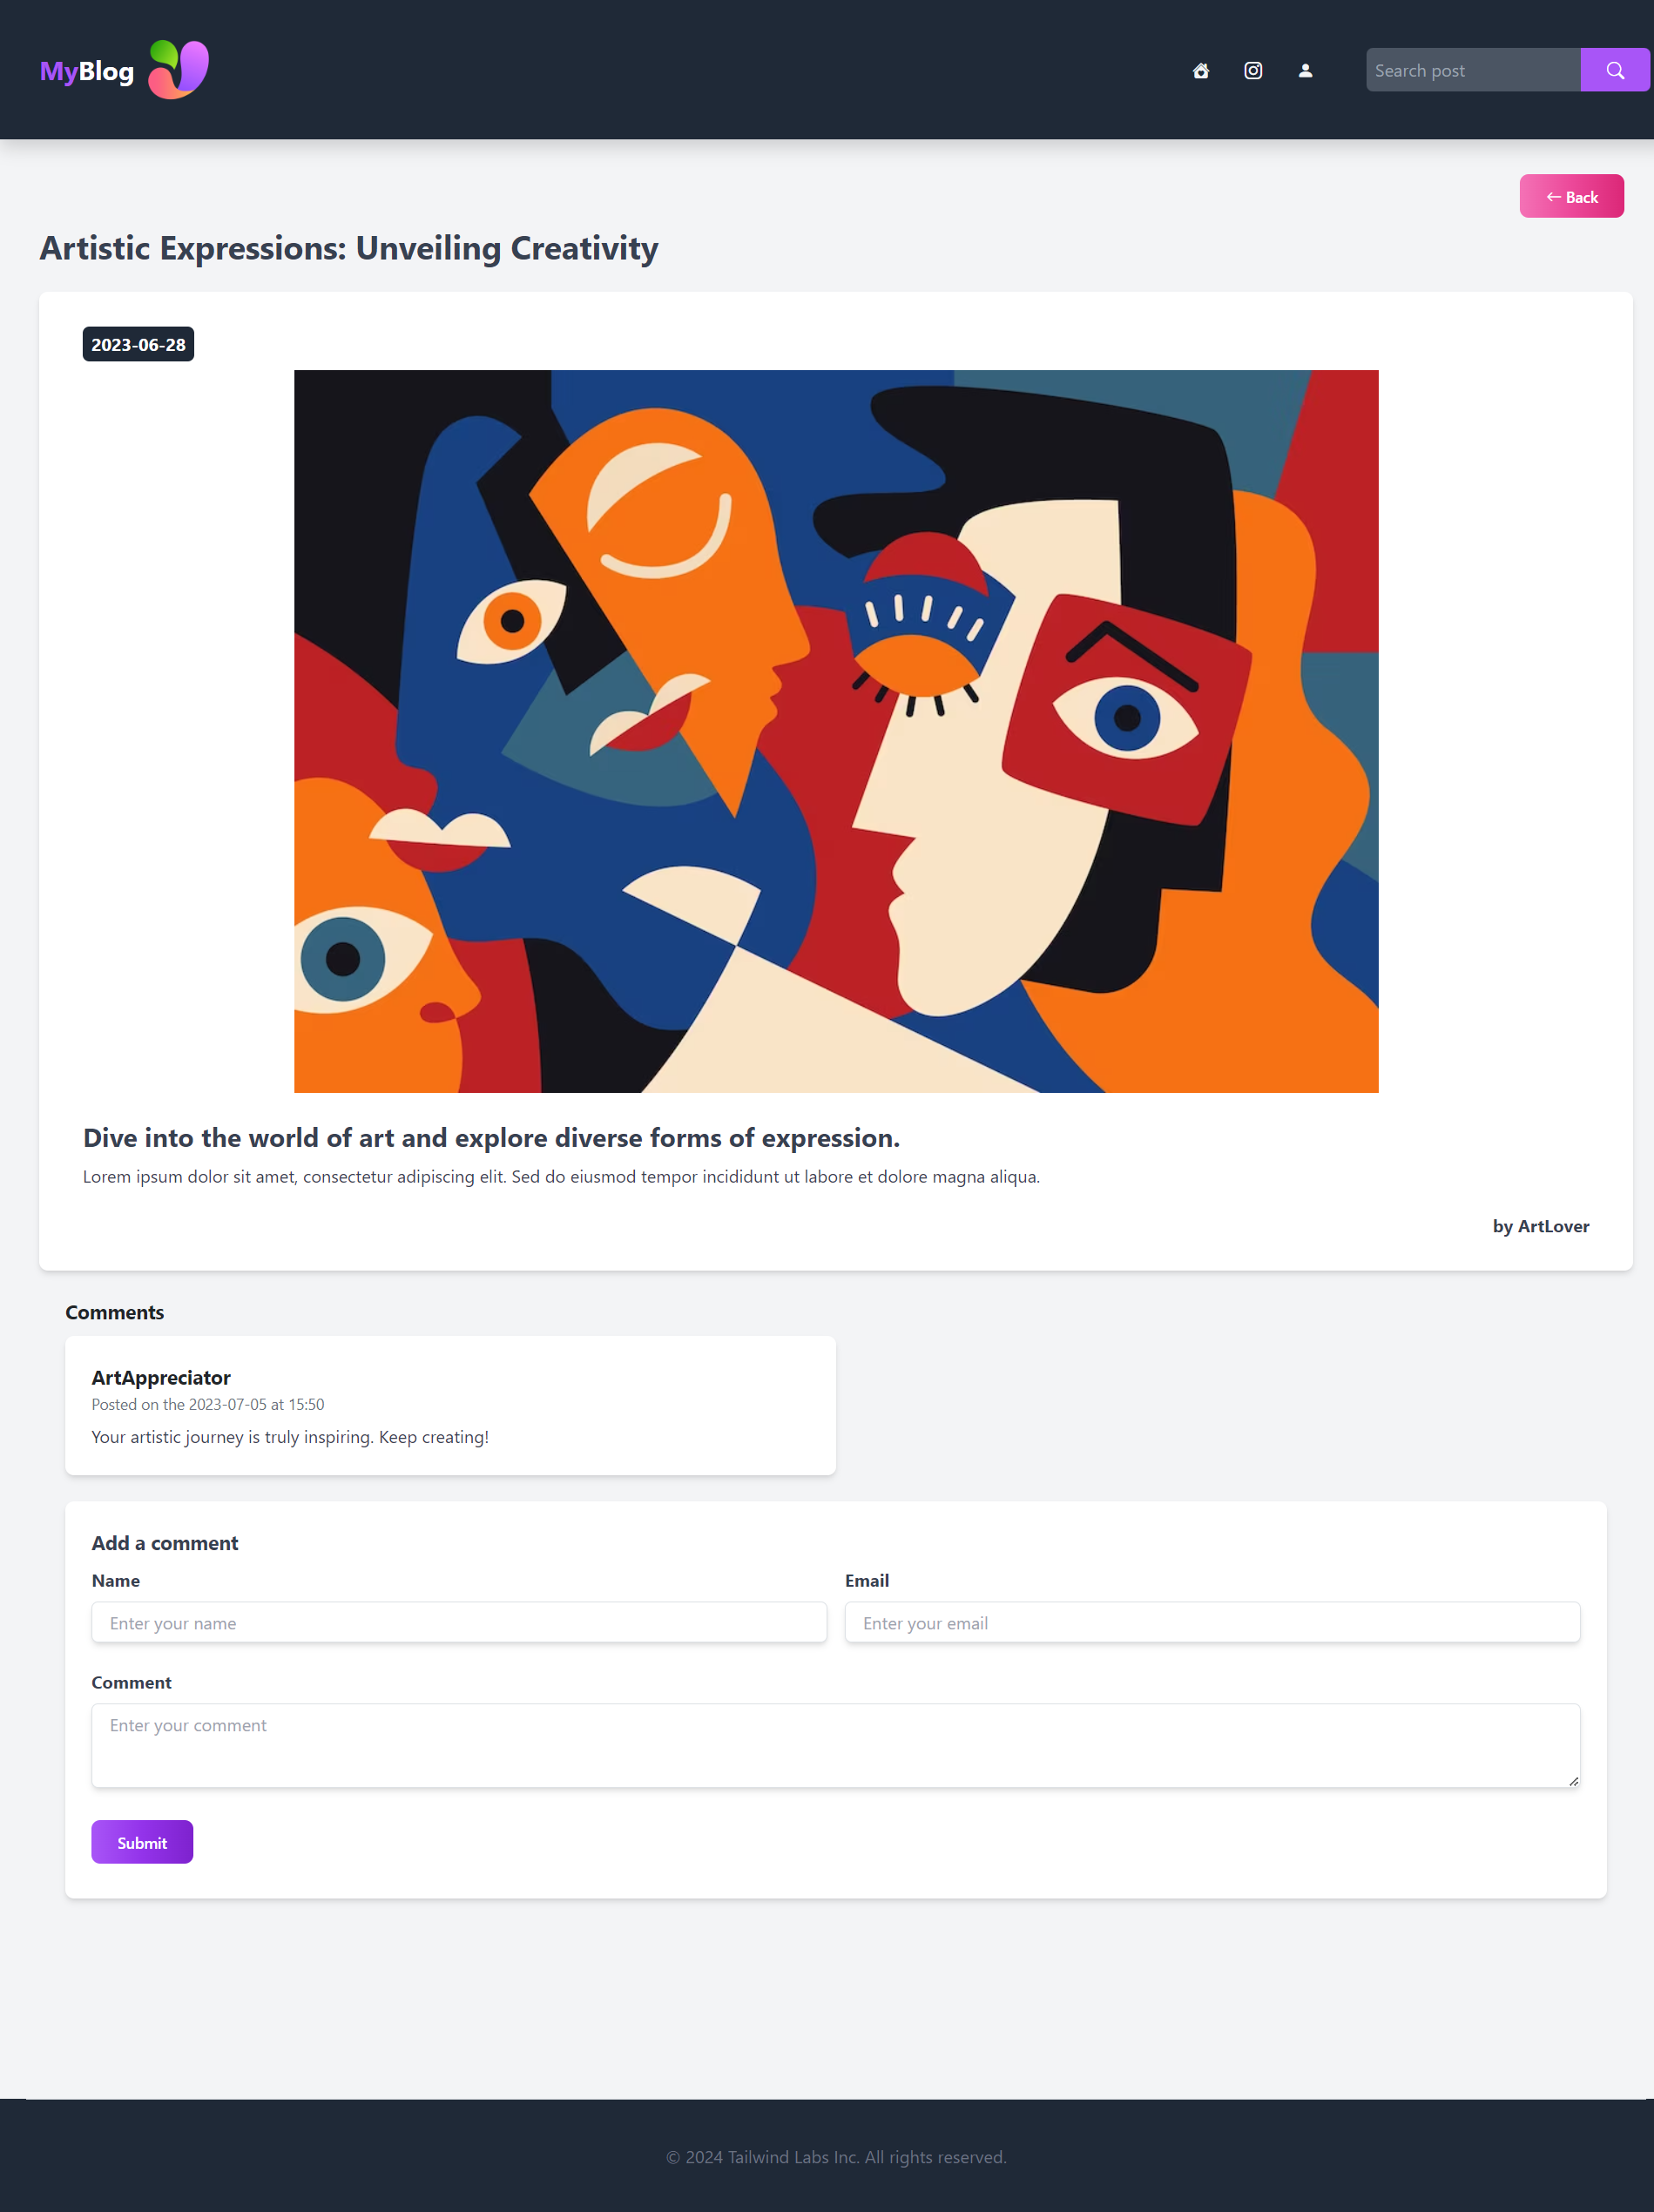 MyBlog
Search post
← Back
Artistic Expressions: Unveiling Creativity
2023-06-28
Dive into the world of art and explore diverse forms of expression.
Lorem ipsum dolor sit amet, consectetur adipiscing elit. Sed do eiusmod tempor incididunt ut labore et dolore magna aliqua.
by ArtLover
Comments
ArtAppreciator
Posted on the 2023-07-05 at 15:50
Your artistic journey is truly inspiring. Keep creating!
Add a comment
Name Email
Enter your name Enter your email
Comment
Enter your comment
Submit
© 2024 Tailwind Labs Inc. All rights reserved.